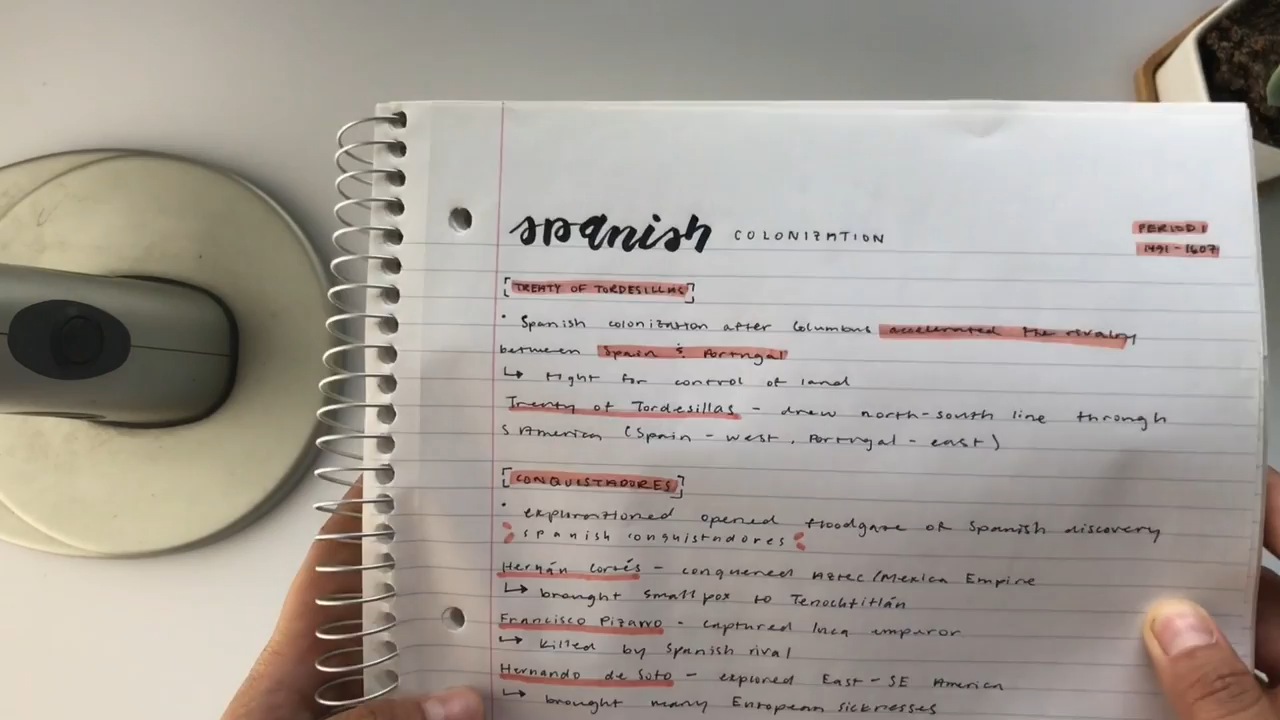 spanish COLONIZATION
PERIOD 1
1491-1607
[TREATY OF TORDESILLAS]
• Spanish colonization after Columbus accelerated the rivalry
between Spain & Portugal
↳ fight for control of land
Treaty of Tordesillas - drew north-south line through
S America (Spain - west, Portugal - east)
[CONQUISTADORES]
• opened floodgate of Spanish discovery
spanish conquistadores
Hernán Cortés - conquered Aztec/Mexica Empire
↳ brought smallpox to Tenochtitlán
Francisco Pizarro - captured Inca emperor
↳ killed by Spanish rival
Hernando de Soto - explored East-SE America
↳ brought many European sicknesses